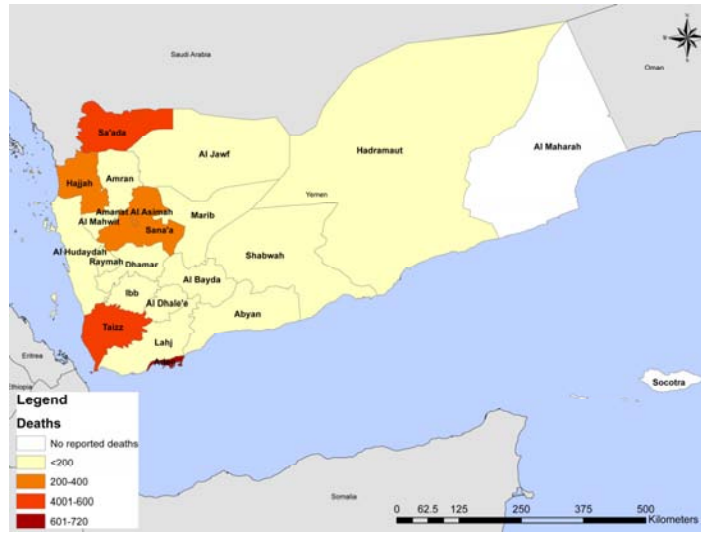 Saudi Arabia
N
Oman
Sa'ada
Al Jawf
Hadramaut
Al Maharah
Hajjah
Amran
Yemen
Amanat Al Asimah
Al Mahwit
Marib
Sana'a
Al Hudaydah
Raymah
Dhamar
Shabwah
Al Bayda
Ibb
Al Dhale'e
Abyan
Taizz
Lahj
Eritrea
Ethiopia
Socotra
Legend
Deaths
No reported deaths
<200
200-400
4001-600
601-720
Somalia
0 62.5 125 250 375 500
Kilometers